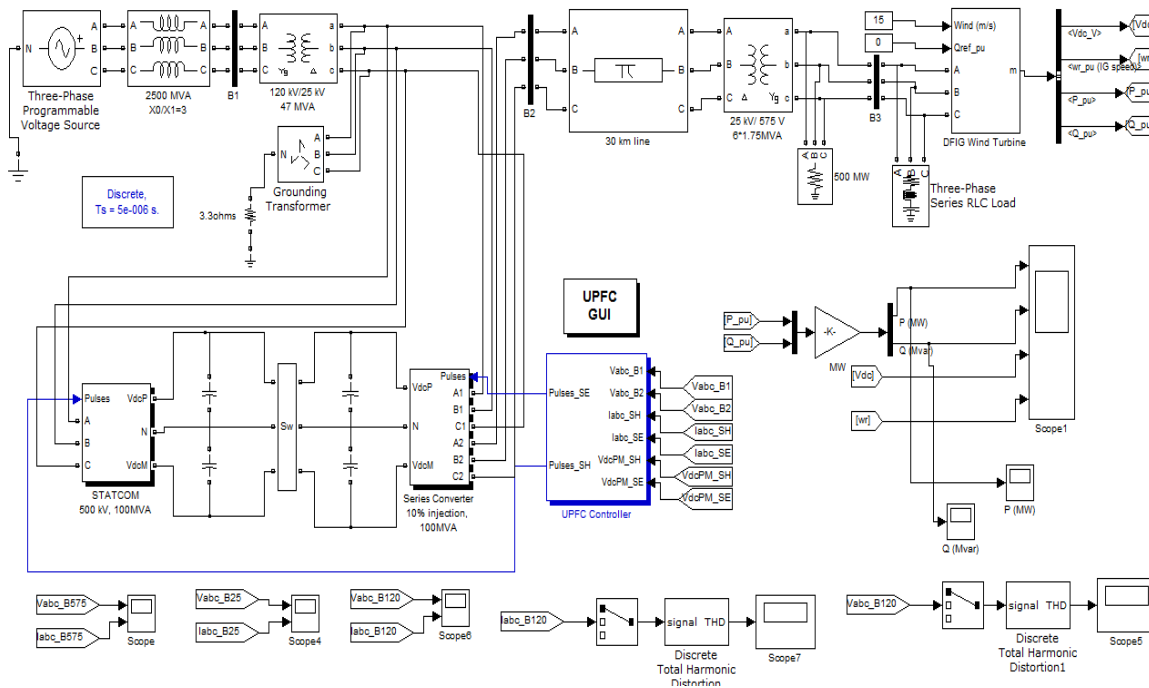 N
A
B
C
Three-Phase
Programmable
Voltage Source
A
B
C
A
B
C
2500 MVA
X0/X1=3
B1
A
B
C
a
b
c
Yg
Δ
120 kV/25 kV
47 MVA
N
A
B
C
Grounding
Transformer
3.3ohms
Discrete,
Ts = 5e-006 s.
B2
A
B
C
A
B
C
30 km line
A
B
C
a
b
c
Δ
Yg
25 kV/ 575 V
6*1.75MVA
A B C
500 MW
B3
15
0
Wind (m/s)
Qref_pu
A
B
C
m
DFIG Wind Turbine
A B C
Three-Phase
Series RLC Load
<Vdc_V>
<wr_pu (IG speed)>
<P_pu>
<Q_pu>
[Vdc
[wr
[P_pu
[Q_pu
UPFC
GUI
[P_pu]
[Q_pu]
-K-
MW
P (MW)
Q (Mvar)
[Vdc]
[wr]
Scope1
P (MW)
Q (Mvar)
Pulses
A
B
C
VdcP
N
VdcM
STATCOM
500 kV, 100MVA
Sw
Pulses
VdcP
N
VdcM
A1
B1
C1
A2
B2
C2
Series Converter
10% injection,
100MVA
Pulses_SE
Pulses_SH
Vabc_B1
Vabc_B2
Iabc_SH
Iabc_SE
VdcPM_SH
VdcPM_SE
UPFC Controller
Vabc_B1
Vabc_B2
Iabc_SH
Iabc_SE
VdcPM_SH
VdcPM_SE
Vabc_B575
Iabc_B575
Scope
Vabc_B25
Iabc_B25
Scope4
Vabc_B120
Iabc_B120
Scope6
Iabc_B120
signal THD
Discrete
Total Harmonic
Distortion
Scope7
Vabc_B120
signal THD
Discrete
Total Harmonic
Distortion1
Scope5